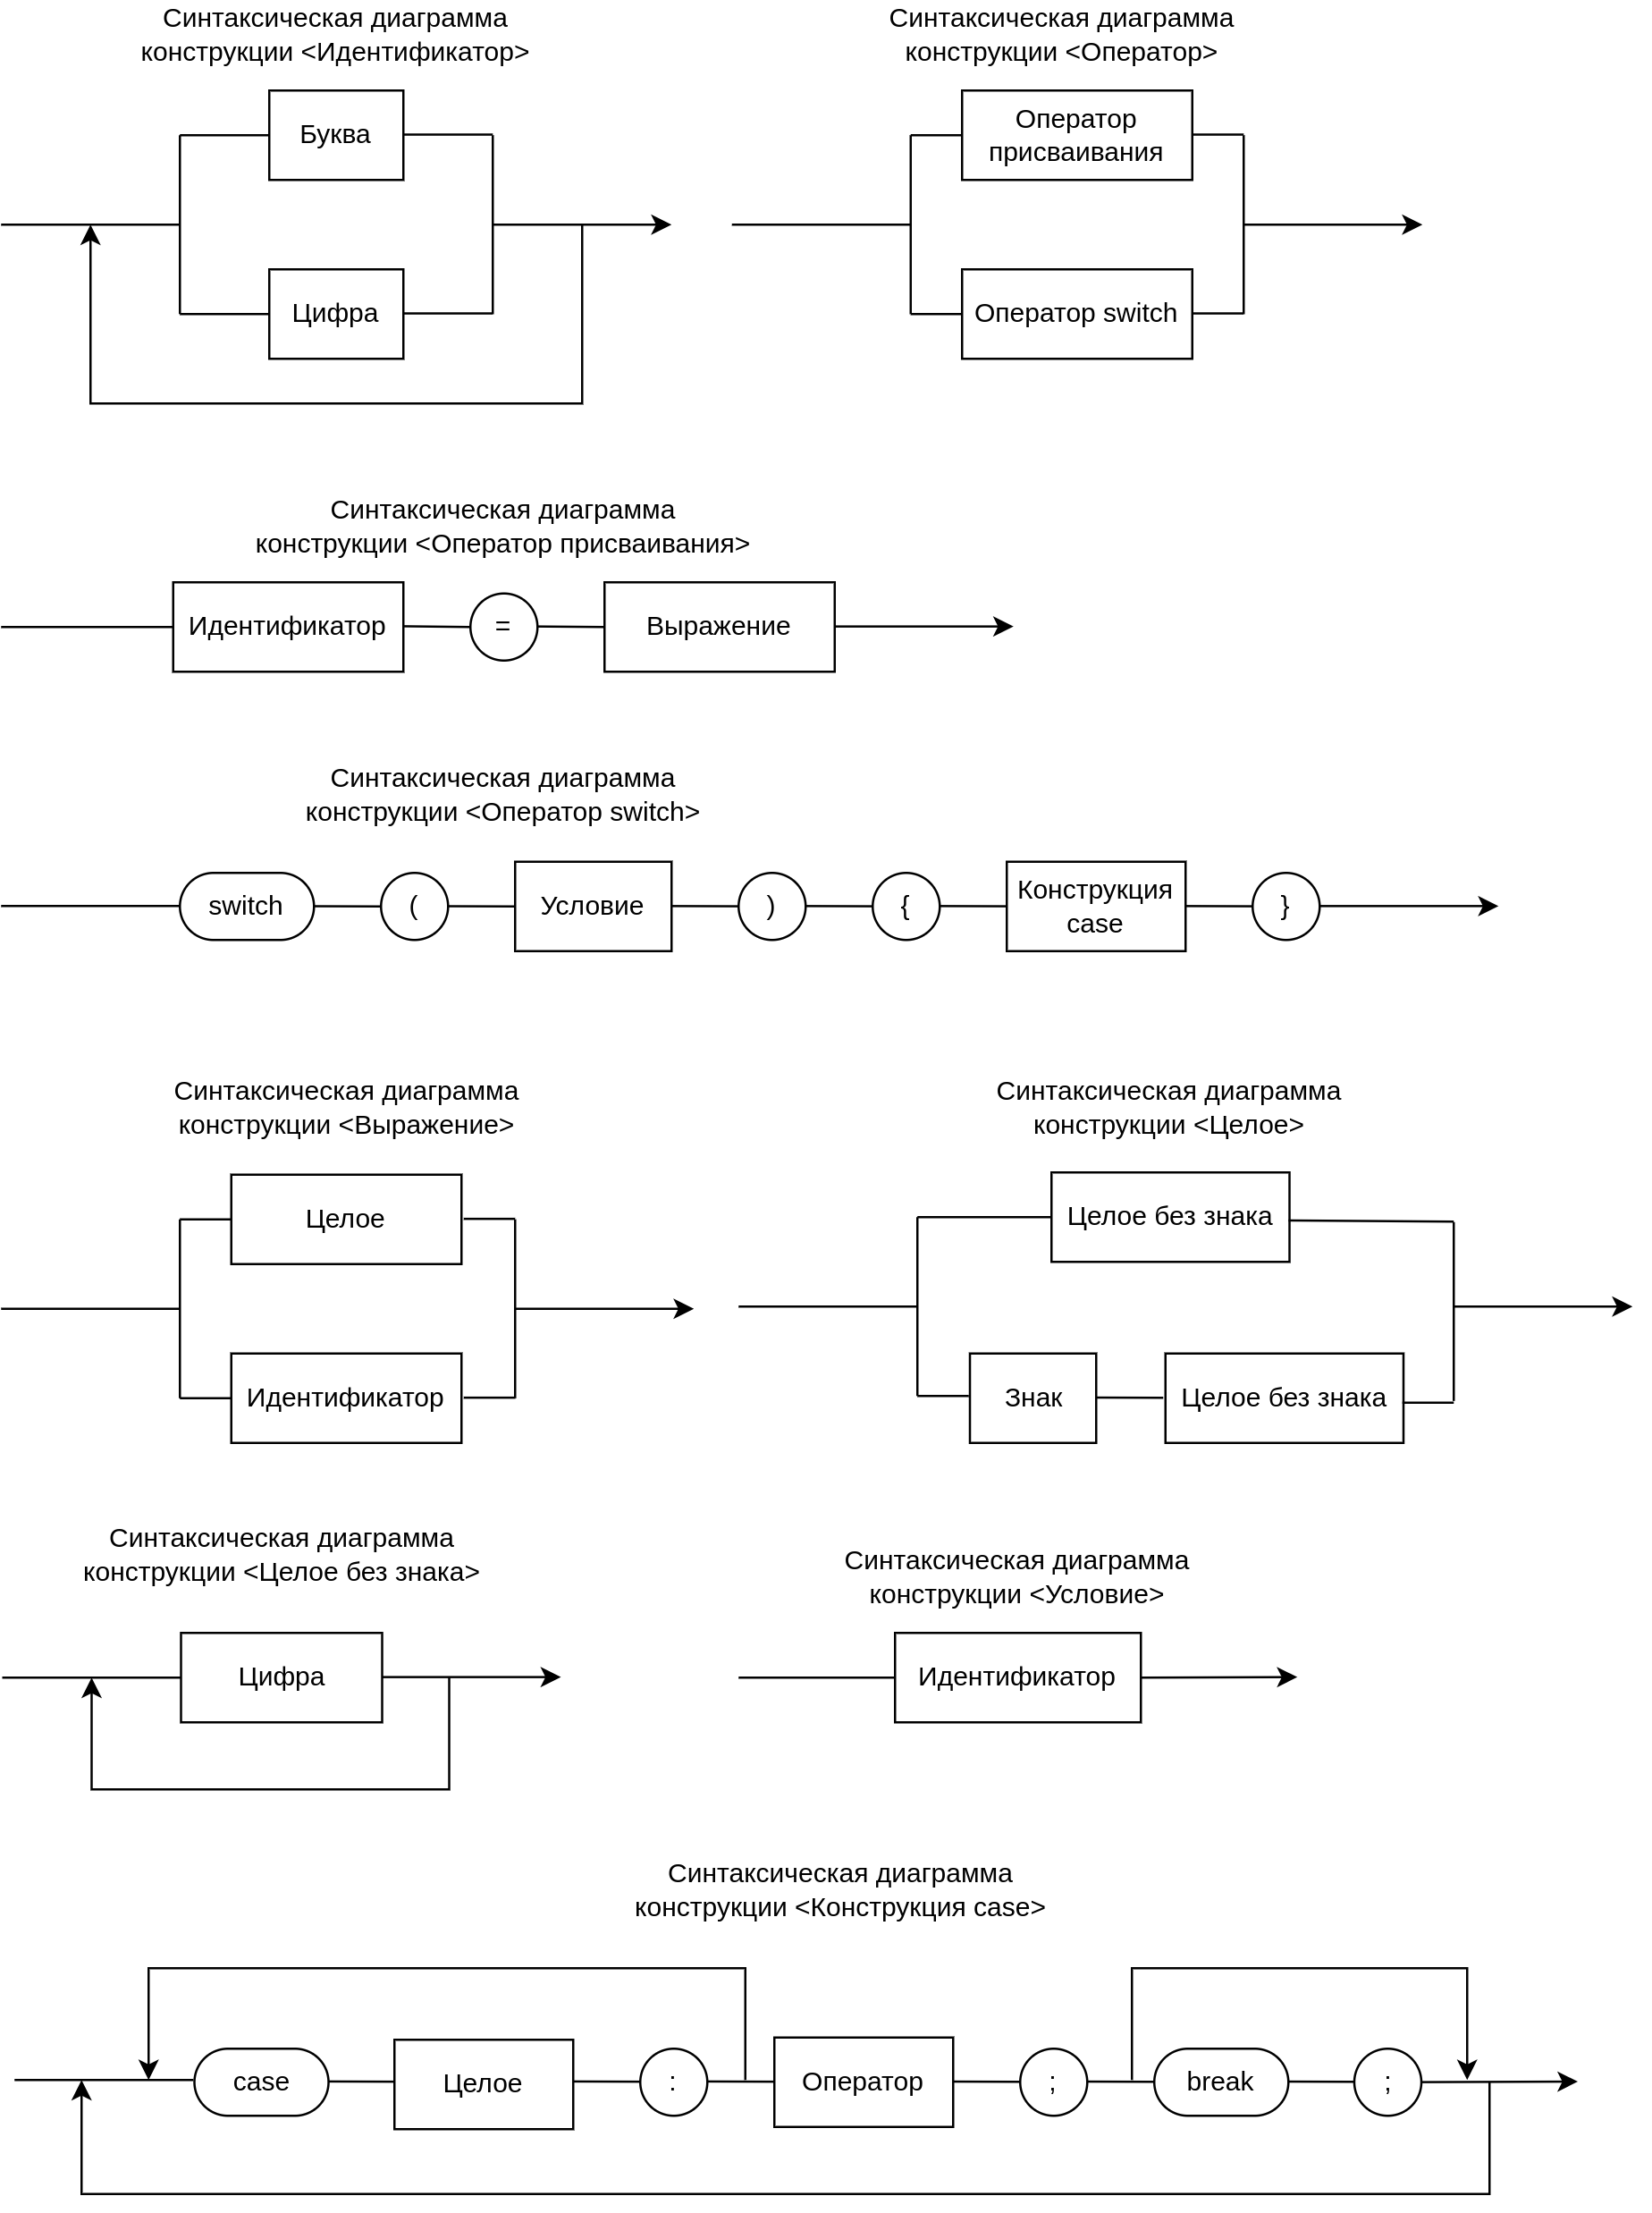 Синтаксическая диаграмма
конструкции <Идентификатор>
Буква
Цифра
Синтаксическая диаграмма
конструкции <Оператор>
Оператор
присваивания
Оператор switch
Синтаксическая диаграмма
конструкции <Оператор присваивания>
Идентификатор
=
Выражение
Синтаксическая диаграмма
конструкции <Оператор switch>
switch
(
Условие
)
{
Конструкция
case
}
Синтаксическая диаграмма
конструкции <Выражение>
Целое
Идентификатор
Синтаксическая диаграмма
конструкции <Целое>
Целое без знака
Знак
Целое без знака
Синтаксическая диаграмма
конструкции <Целое без знака>
Цифра
Синтаксическая диаграмма
конструкции <Условие>
Идентификатор
Синтаксическая диаграмма
конструкции <Конструкция case>
case
Целое
:
Оператор
;
break
;